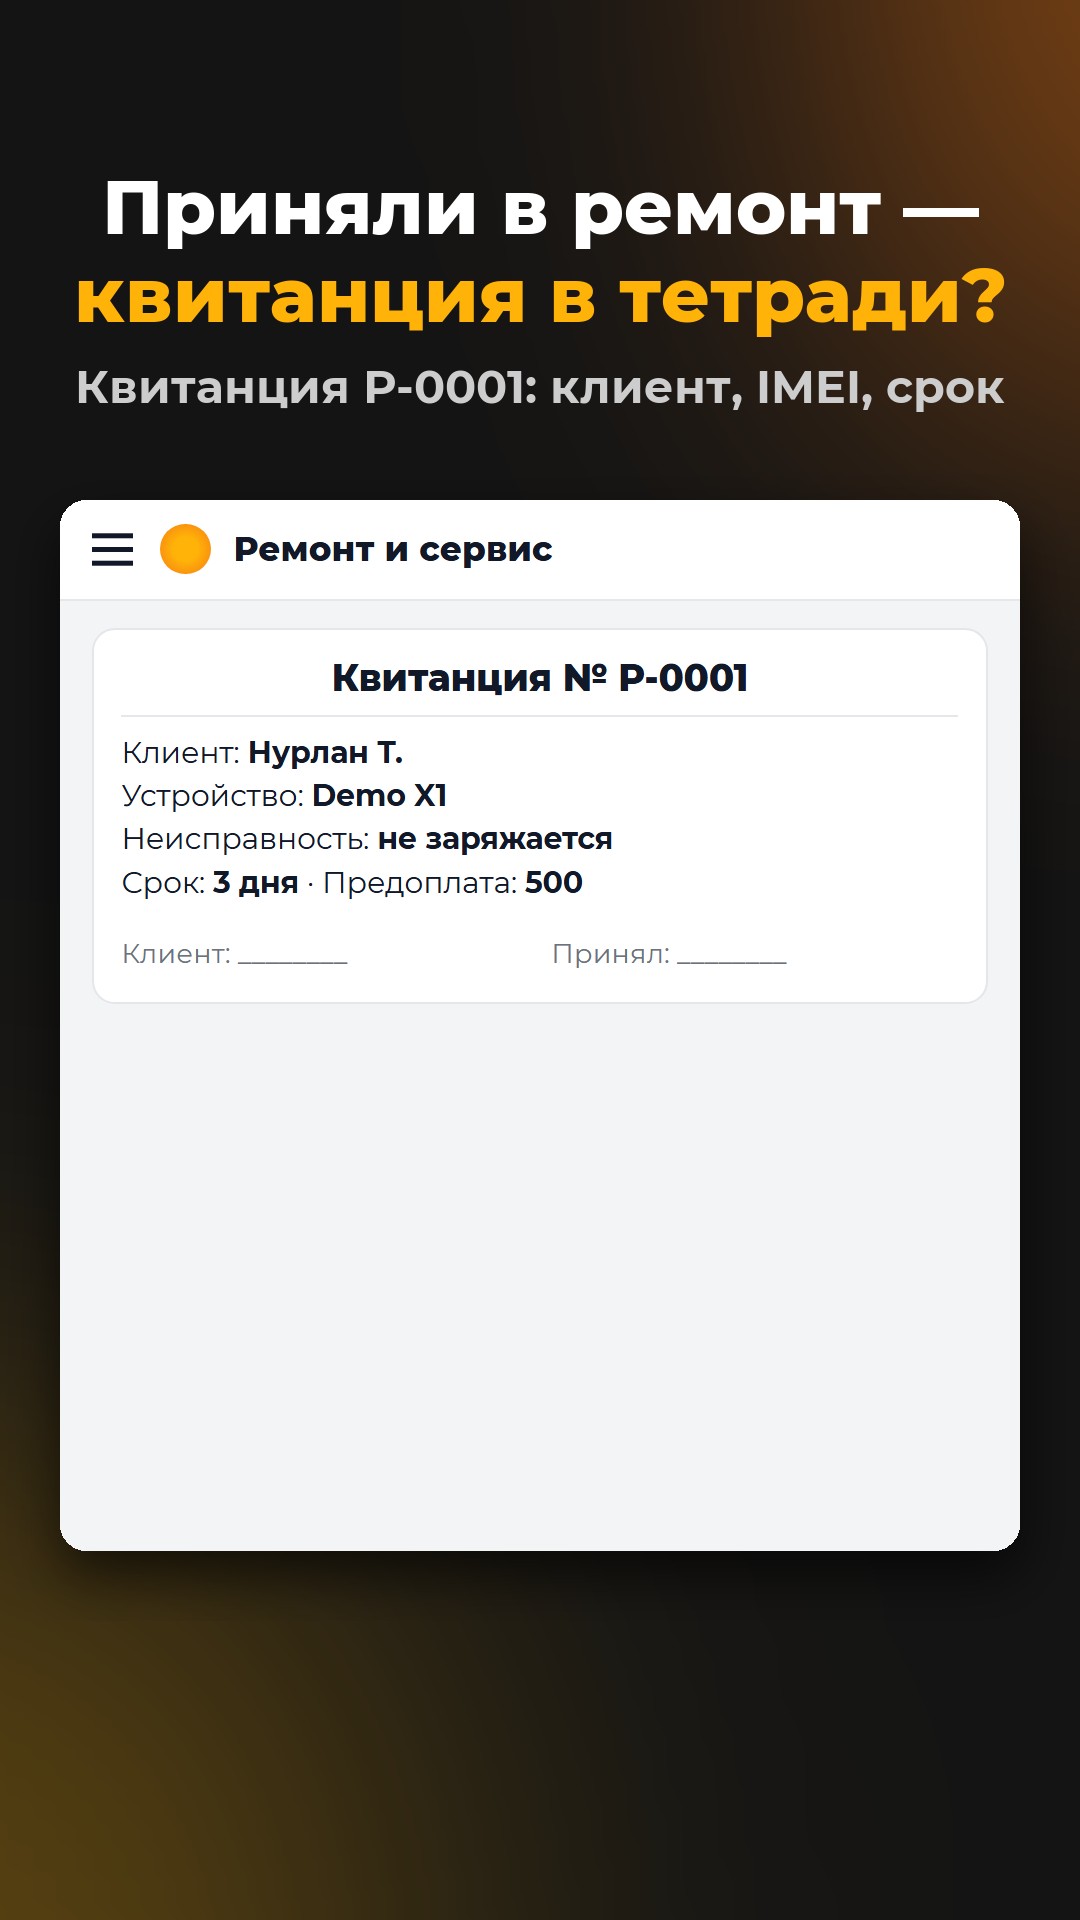 Приняли в ремонт —
квитанция в тетради?
Квитанция Р-0001: клиент, IMEI, срок
Ремонт и сервис
Квитанция № Р-0001
Клиент: Нурлан Т.
Устройство: Demo X1
Неисправность: не заряжается
Срок: 3 дня · Предоплата: 500
Клиент: ________ Принял: ________